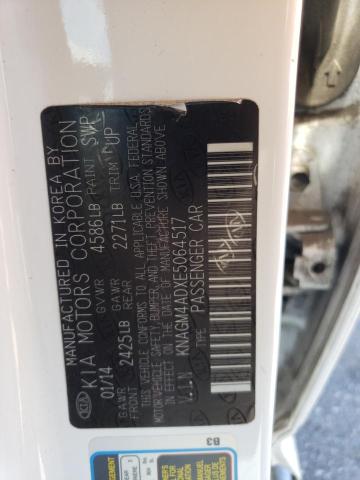 MANUFACTURED IN KOREA BY
KIA MOTORS CORPORATION
01/14 GVWR 4586LB PAINT SWP
GAWR FRONT 2425LB GAWR REAR 2271LB TRIM UP
THIS VEHICLE CONFORMS TO ALL APPLICABLE U.S.A. FEDERAL
MOTOR VEHICLE SAFETY, BUMPER, AND THEFT PREVENTION
STANDARDS IN EFFECT ON THE DATE OF MANUFACTURE SHOWN ABOVE
V.I.N KNAGM4ADXE5064517
TYPE: PASSENGER CAR
KIA
B3